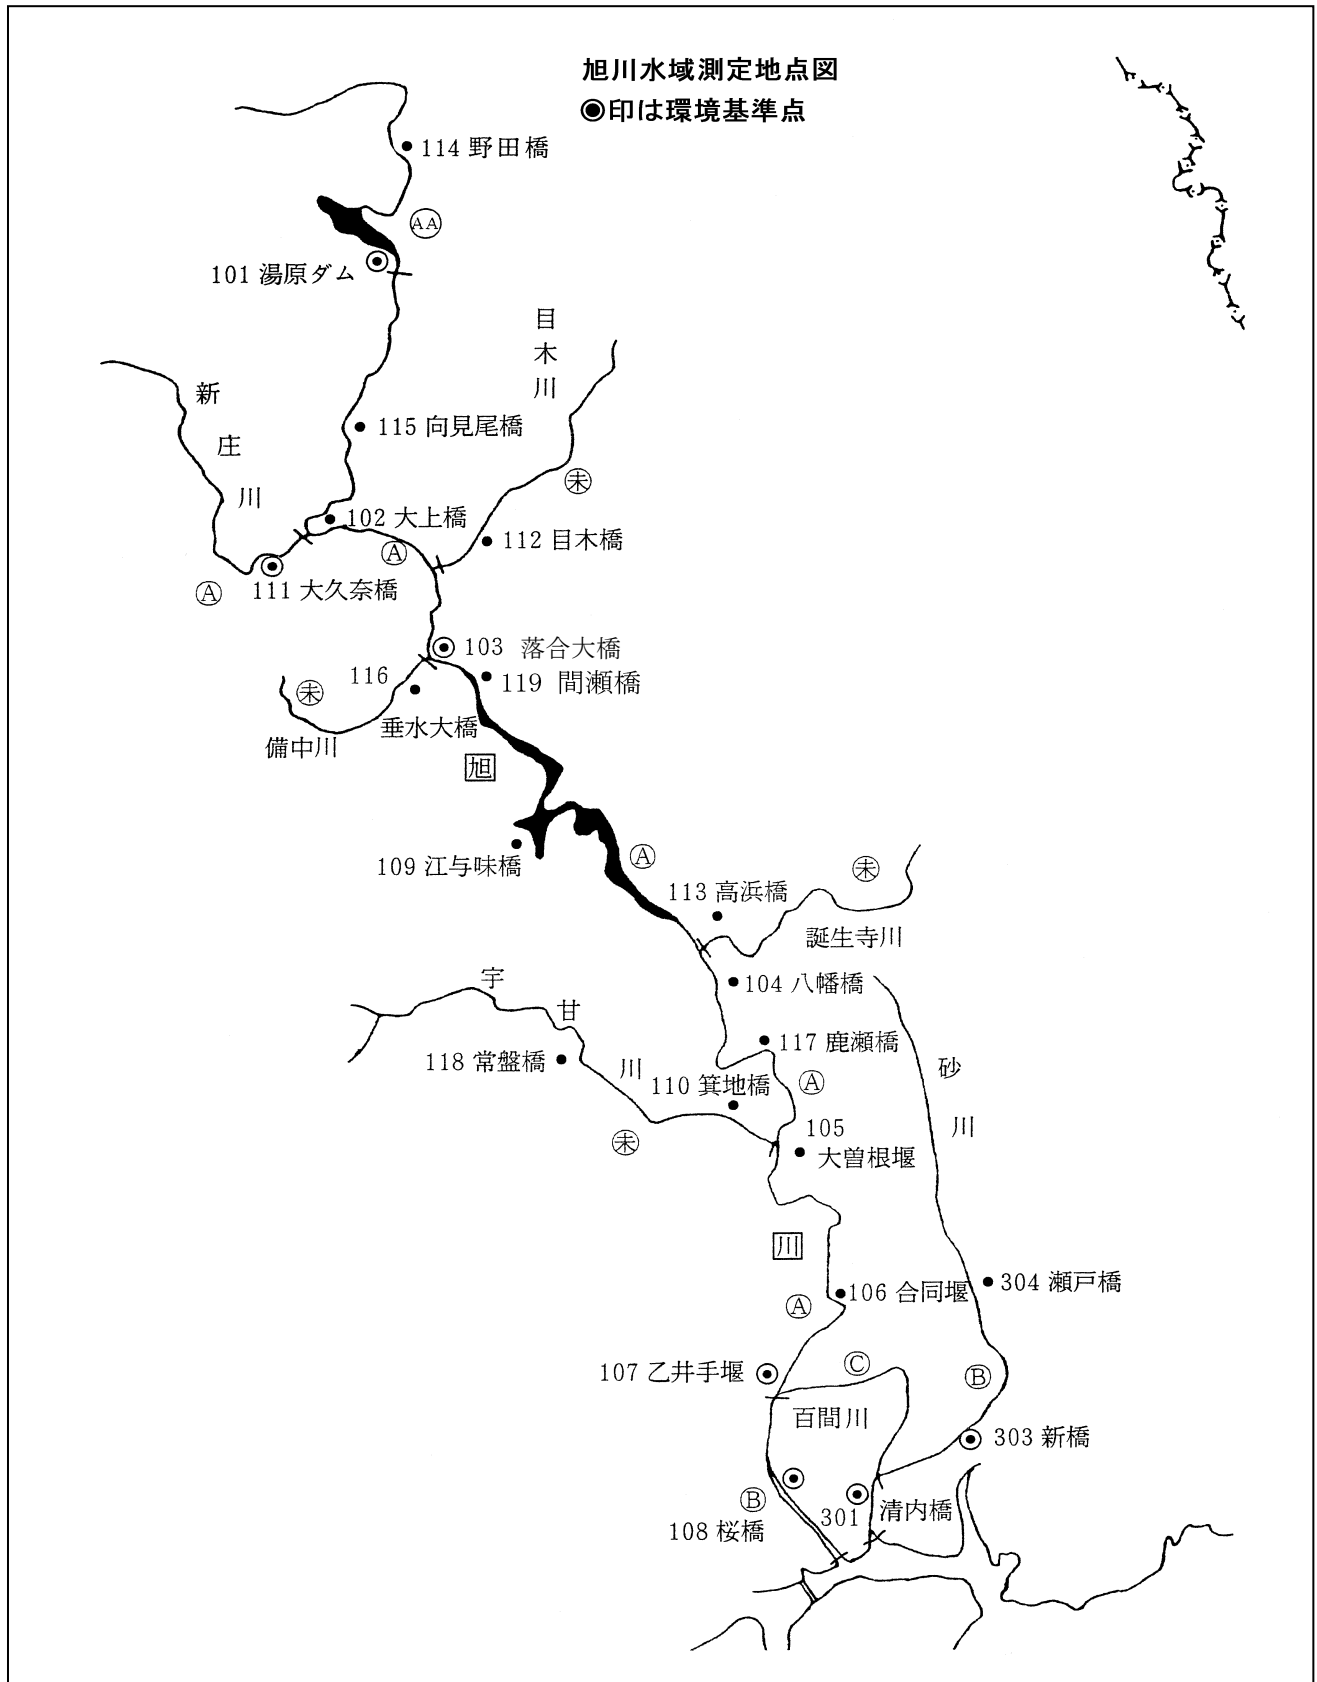 旭川水域測定地点図
◉印は環境基準点
114 野田橋
AA
101 湯原ダム
目木川
新庄川
115 向見尾橋
未
102 大上橋
A
112 目木橋
A
111 大久奈橋
103 落合大橋
116
垂水大橋
119 間瀬橋
未
備中川
旭
109 江与味橋
A
113 高浜橋
未
誕生寺川
104 八幡橋
宇甘川
117 鹿瀬橋
118 常盤橋
砂川
110 箕地橋
A
未
105
大曽根堰
川
304 瀬戸橋
106 合同堰
A
107 乙井手堰
C
B
百間川
303 新橋
B
108 桜橋
301
清内橋